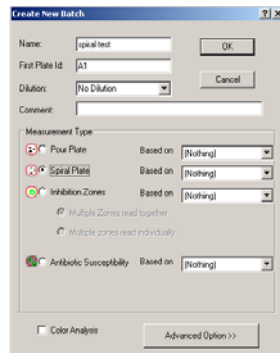 Create New Batch
Name: spiral test
OK
First Plate Id: A1
Cancel
Dilution: No Dilution
Comment:
Measurement Type
Pour Plate Based on (Nothing)
Spiral Plate Based on (Nothing)
Inhibition Zones Based on (Nothing)
Multiple Zones read together
Multiple zones read individually
Antibiotic Susceptibility Based on (Nothing)
Color Analysis
Advanced Option >>